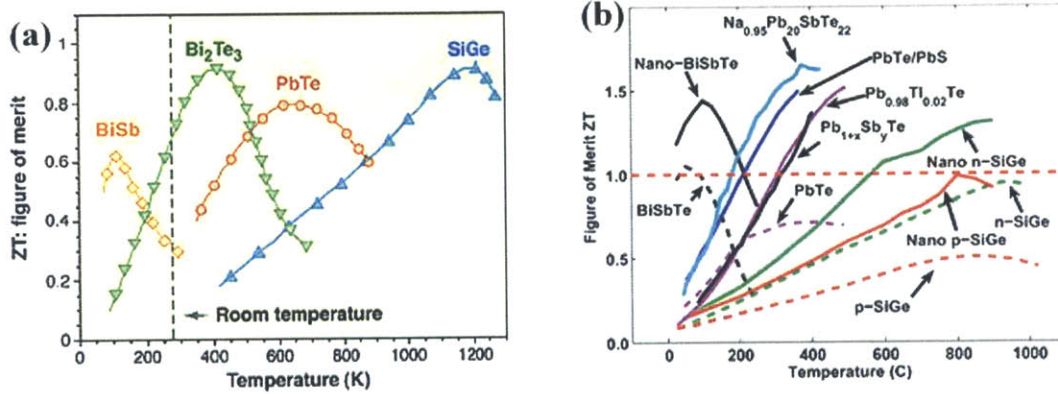 (a)
ZT: figure of merit
1
0.8
0.6
0.4
0.2
0
BiSb
Bi2Te3
PbTe
SiGe
Room temperature
0 200 400 600 800 1000 1200
Temperature (K)
(b)
Figure of Merit ZT
2.0
1.5
1.0
0.5
0.0
Na0.95Pb20SbTe22
Nano-BiSbTe
PbTe/PbS
Pb0.98Tl0.02Te
Pb1+xSbyTe
Nano n-SiGe
BiSbTe
PbTe
n-SiGe
Nano p-SiGe
p-SiGe
0 200 400 600 800 1000
Temperature (C)